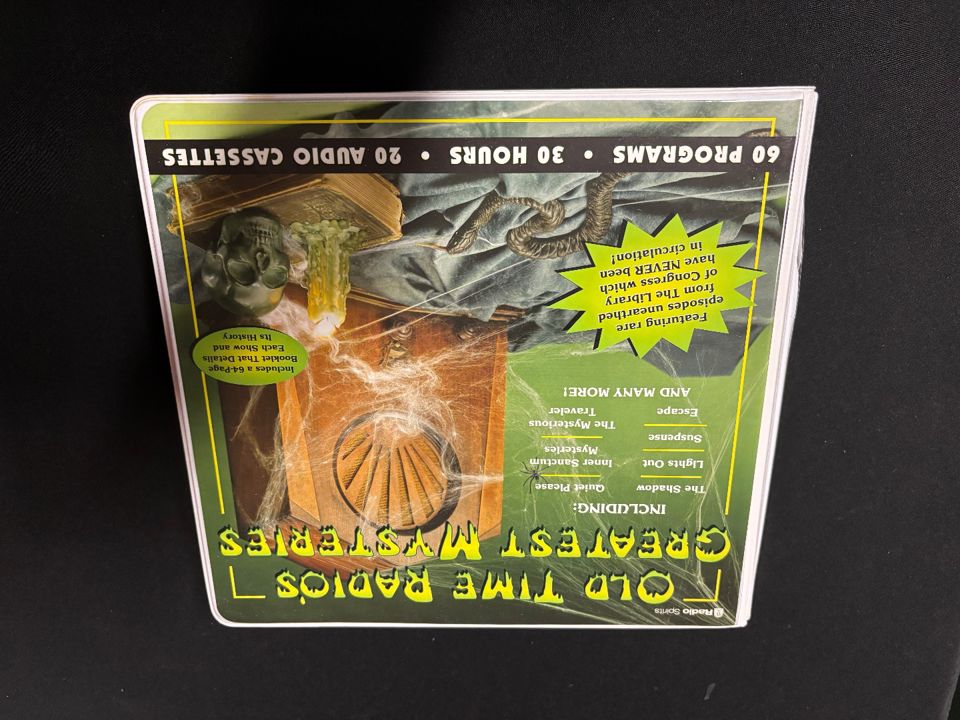 Radio Spirits
OLD TIME RADIO'S
GREATEST MYSTERIES
INCLUDING:
The Shadow
Lights Out
Suspense
Escape
Quiet Please
Inner Sanctum
Mysteries
The Mysterious
Traveler
AND MANY MORE!
Featuring rare
episodes unearthed
from The Library
of Congress which
have NEVER been
in circulation!
Includes a 64-Page
Booklet That Details
Each Show and
Its History
60 PROGRAMS • 30 HOURS • 20 AUDIO CASSETTES